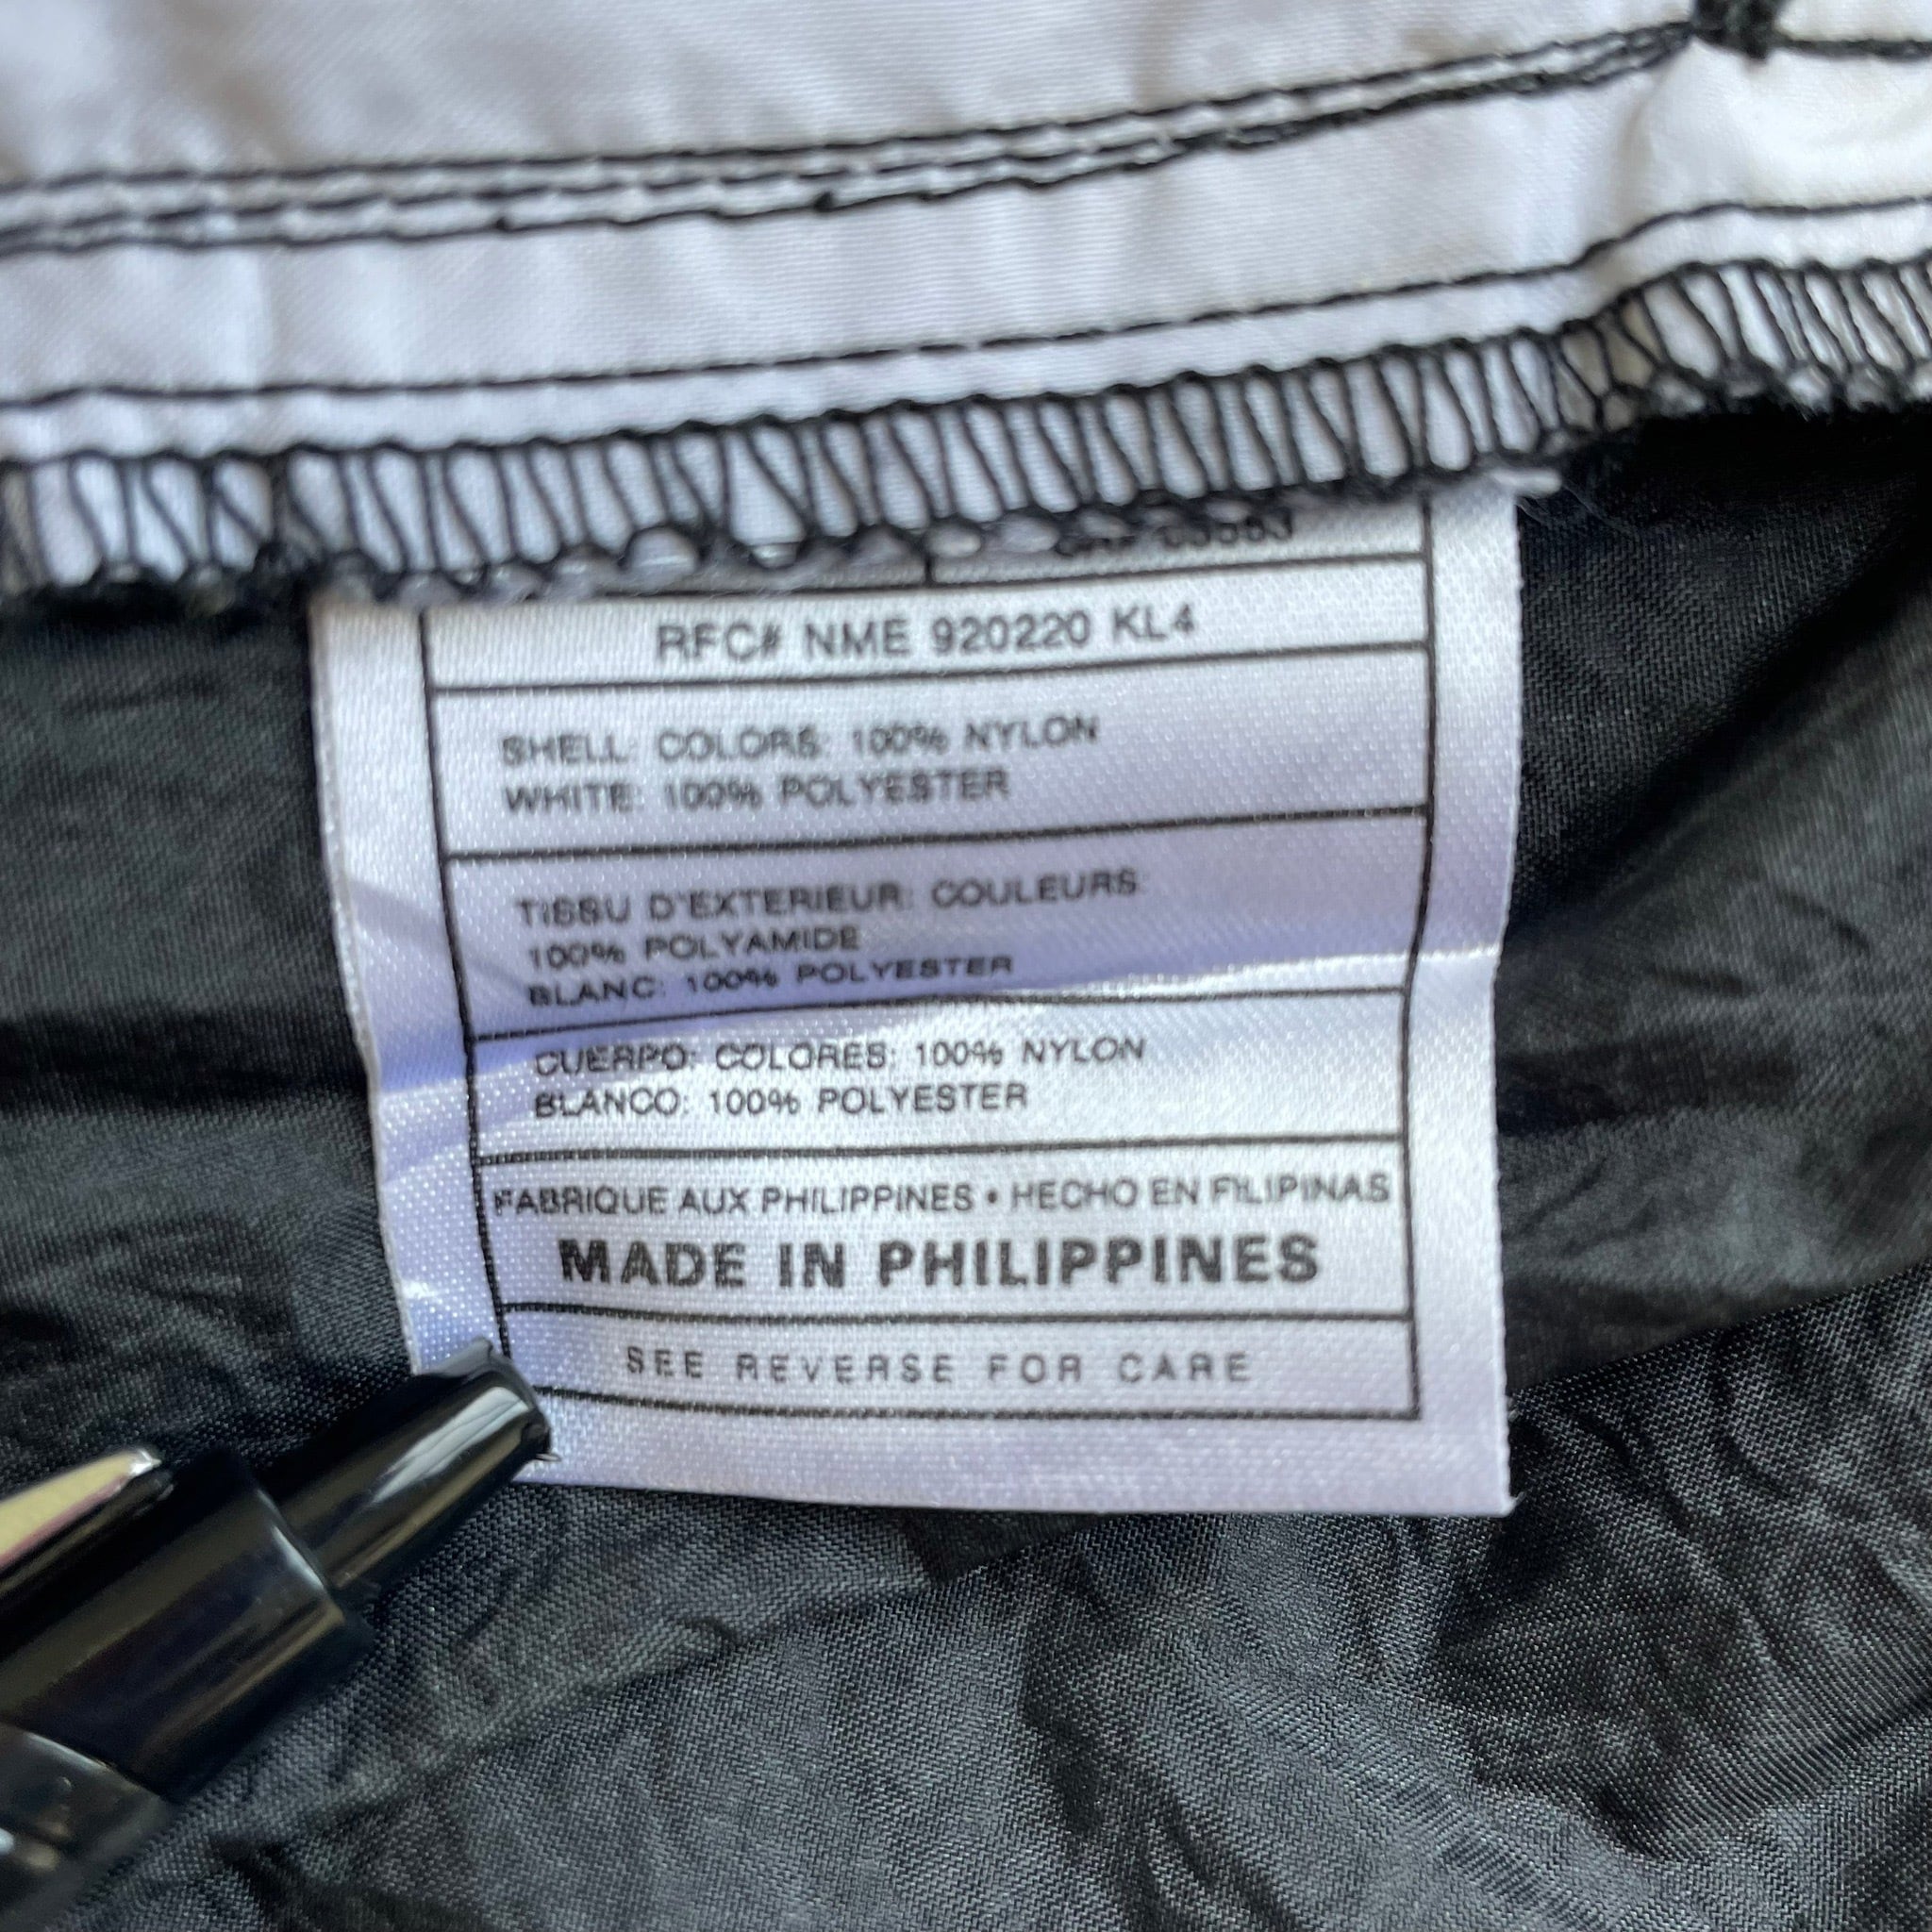 RFC# NME 920220 KL4
SHELL: COLORS: 100% NYLON
WHITE: 100% POLYESTER
TISSU D'EXTERIEUR: COULEURS:
100% POLYAMIDE
BLANC: 100% POLYESTER
CUERPO: COLORES: 100% NYLON
BLANCO: 100% POLYESTER
FABRIQUE AUX PHILIPPINES • HECHO EN FILIPINAS
MADE IN PHILIPPINES
SEE REVERSE FOR CARE